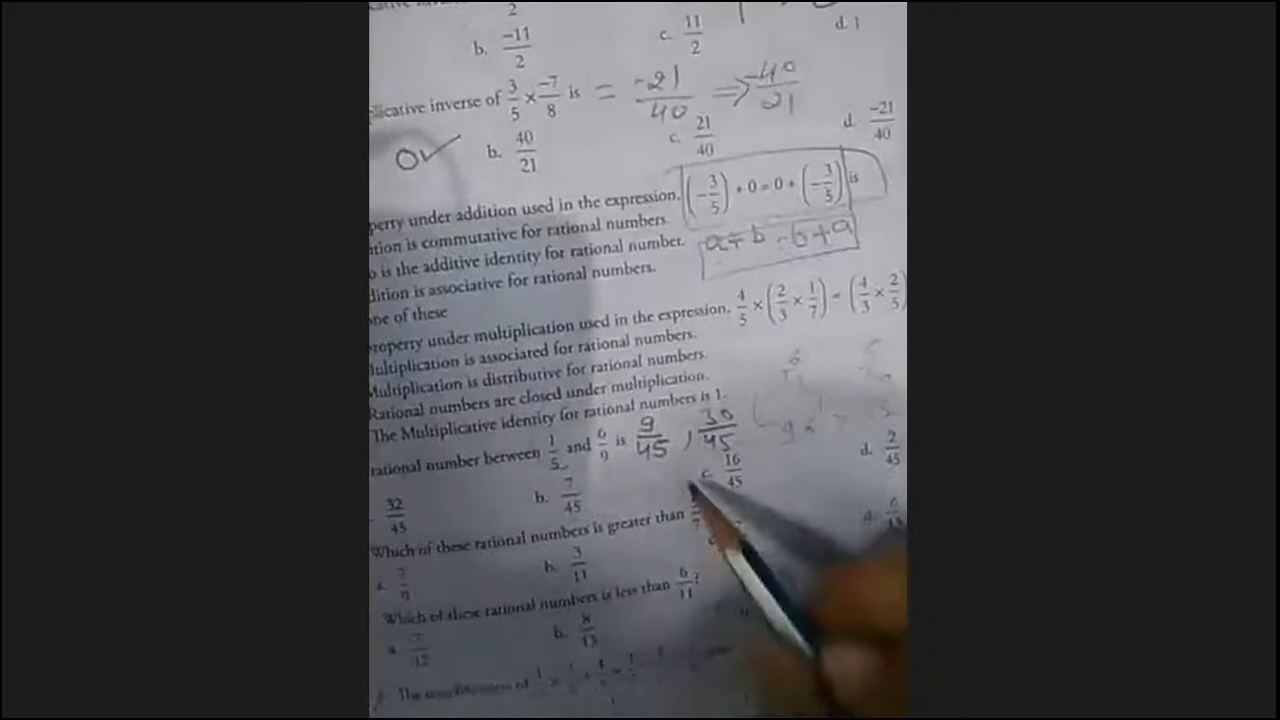 2
b. -11/2 c. 11/2 d. 1
plicative inverse of 3/5 × -7/8 is = -21/40 ⇒ -40/21
b. 40/21 c. 21/40 d. -21/40
perty under addition used in the expression, (-3/5) + 0 = 0 + (-3/5) is
ition is commutative for rational numbers. a+b = b+a
o is the additive identity for rational number.
dition is associative for rational numbers.
one of these
roperty under multiplication used in the expression, 4/5 × (2/3 × 1/7) = (4/3 × 2/5)
Multiplication is associated for rational numbers.
Multiplication is distributive for rational numbers.
Rational numbers are closed under multiplication.
The Multiplicative identity for rational numbers is 1.
rational number between 1/5 and 6/9 is 9/45 , 30/45
32/45 b. 7/45 c. 16/45 d. 2/45
Which of these rational numbers is greater than
b. 3/11
Which of these rational numbers is less than 6/11?
a. 7/12 b. 8/13